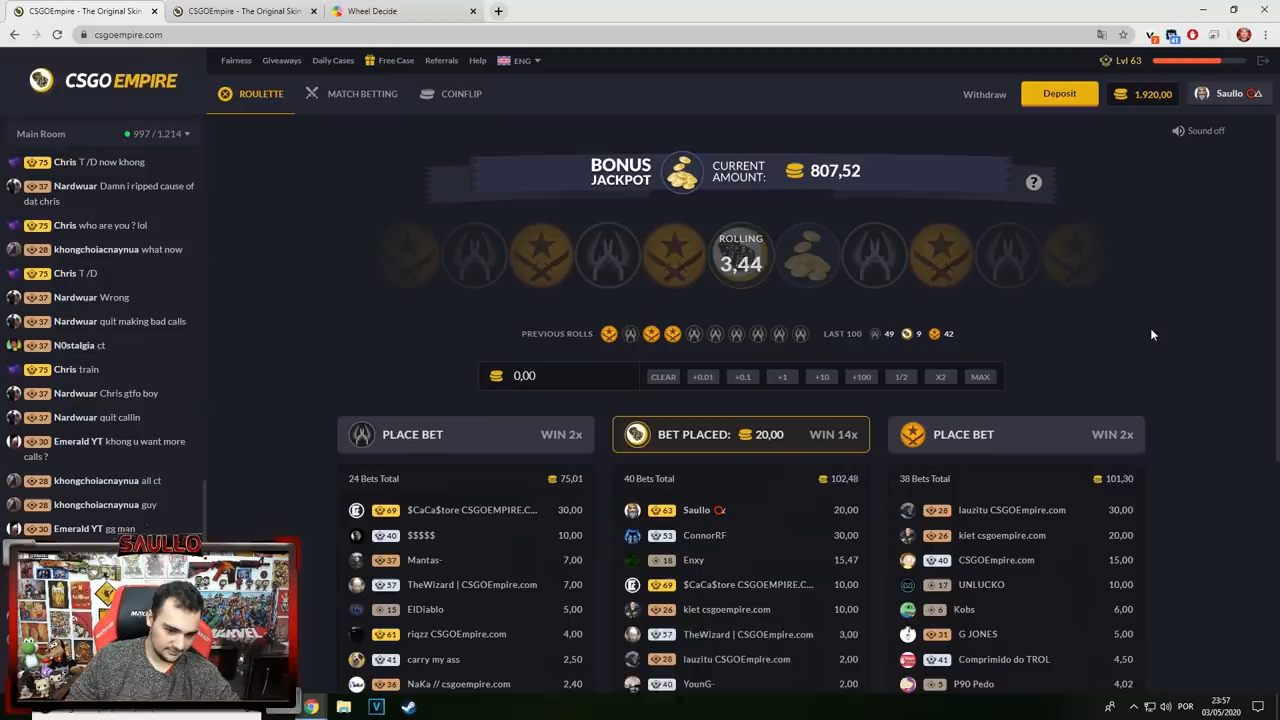 CSGOEmpire - The Original Skin
CSGOEmpire - The Original Skin
Wheel Decide
csgoempire.com
CSGOEMPIRE
Fairness
Giveaways
Daily Cases
Free Case
Referrals
Help
ENG
Lvl 63
ROULETTE
MATCH BETTING
COINFLIP
Withdraw
Deposit
1.920,00
Saullo
Main Room
997 / 1.214
Sound off
75 Chris T /D now khong
37 Nardwuar Damn i ripped cause of
dat chris
75 Chris who are you ? lol
28 khongchoiacnaynua what now
75 Chris T /D
37 Nardwuar Wrong
37 Nardwuar quit making bad calls
37 N0stalgia ct
75 Chris train
37 Nardwuar Chris gtfo boy
37 Nardwuar quit callin
30 Emerald YT khong u want more
calls ?
28 khongchoiacnaynua all ct
28 khongchoiacnaynua guy
30 Emerald YT gg man
BONUS
JACKPOT
CURRENT
AMOUNT:
807,52
?
ROLLING
3,44
PREVIOUS ROLLS
LAST 100 49 9 42
0,00
CLEAR +0.01 +0.1 +1 +10 +100 1/2 X2 MAX
PLACE BET WIN 2x
24 Bets Total 75,01
69 $CaCa$tore CSGOEMPIRE.C... 30,00
40 $$$$$ 10,00
37 Mantas- 7,00
57 TheWizard | CSGOEmpire.com 7,00
15 ElDiablo 5,00
61 riqzz CSGOEmpire.com 4,00
41 carry my ass 2,50
36 NaKa // csgoempire.com 2,40
BET PLACED: 20,00 WIN 14x
40 Bets Total 102,48
63 Saullo 20,00
53 ConnorRF 30,00
18 Enxy 15,47
69 $CaCa$tore CSGOEMPIRE.C... 10,00
26 kiet csgoempire.com 10,00
57 TheWizard | CSGOEmpire.com 3,00
28 lauzitu CSGOEmpire.com 2,00
40 YounG- 2,00
PLACE BET WIN 2x
38 Bets Total 101,30
28 lauzitu CSGOEmpire.com 30,00
26 kiet csgoempire.com 20,00
40 CSGOEmpire.com 15,00
17 UNLUCKO 10,00
6 Kobs 6,00
31 G JONES 5,00
41 Comprimido do TROL 4,50
5 P90 Pedo 4,02
SAULLO
MARVEL
POR
23:57
03/05/2020